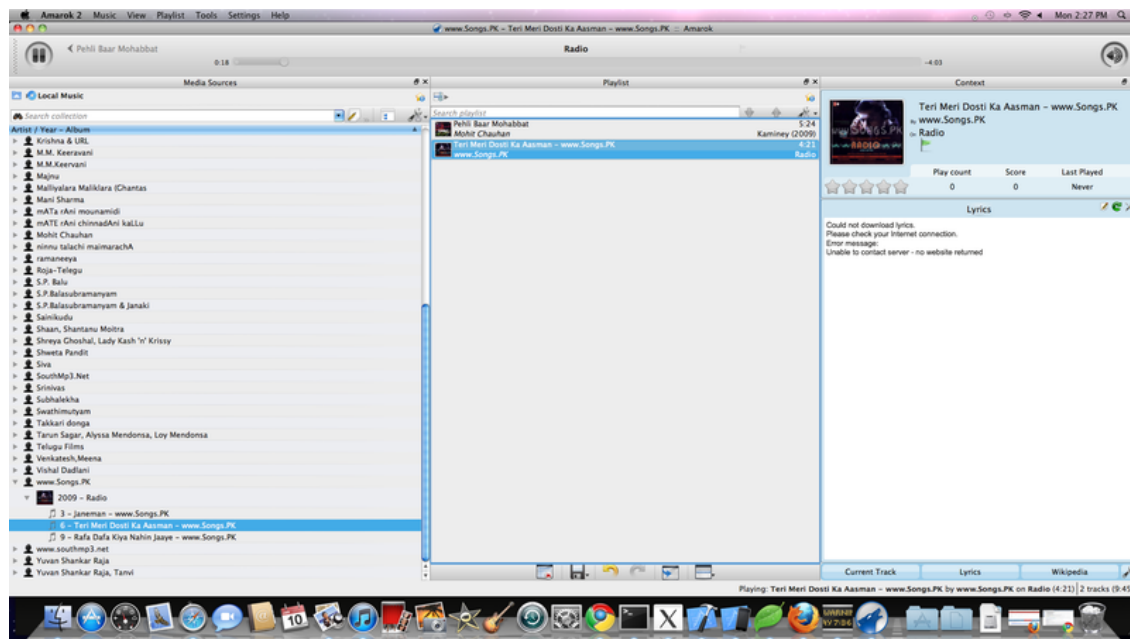 Amarok 2 Music View Playlist Tools Settings Help Mon 2:27 PM
www.Songs.PK - Teri Meri Dosti Ka Aasman - www.Songs.PK :: Amarok
Pehli Baar Mohabbat
Radio
0:18
-4:03
Media Sources
Local Music
Search collection
Artist / Year - Album
Krishna & URL
M.M. Keeravani
M.M.Keervani
Majnu
Malliyalara Maliklara (Chantas
Mani Sharma
mATa rAni mounamidi
mATE rAni chinnadAni kaLLu
Mohit Chauhan
ninnu talachi maimarachA
ramaneeya
Roja-Telegu
S.P. Balu
S.P.Balasubramanyam
S.P.Balasubramanyam & Janaki
Sainikudu
Shaan, Shantanu Moitra
Shreya Ghoshal, Lady Kash 'n' Krissy
Shweta Pandit
Siva
SouthMp3.Net
Srinivas
Subhalekha
Swathimutyam
Takkari donga
Tarun Sagar, Alyssa Mendonsa, Loy Mendonsa
Telugu Films
Venkatesh,Meena
Vishal Dadlani
www.Songs.PK
2009 - Radio
3 - Janeman - www.Songs.PK
6 - Teri Meri Dosti Ka Aasman - www.Songs.PK
9 - Rafa Dafa Kiya Nahin Jaaye - www.Songs.PK
www.southmp3.net
Yuvan Shankar Raja
Yuvan Shankar Raja, Tanvi
Playlist
Search playlist
Pehli Baar Mohabbat 5:24
Mohit Chauhan Kaminey (2009)
Teri Meri Dosti Ka Aasman - www.Songs.PK 4:21
www.Songs.PK Radio
Context
Teri Meri Dosti Ka Aasman - www.Songs.PK
by www.Songs.PK
on Radio
Play count Score Last Played
0 0 Never
Lyrics
Could not download lyrics.
Please check your Internet connection.
Error message:
Unable to contact server - no website returned
Current Track Lyrics Wikipedia
Playing: Teri Meri Dosti Ka Aasman - www.Songs.PK by www.Songs.PK on Radio (4:21) 2 tracks (9:45